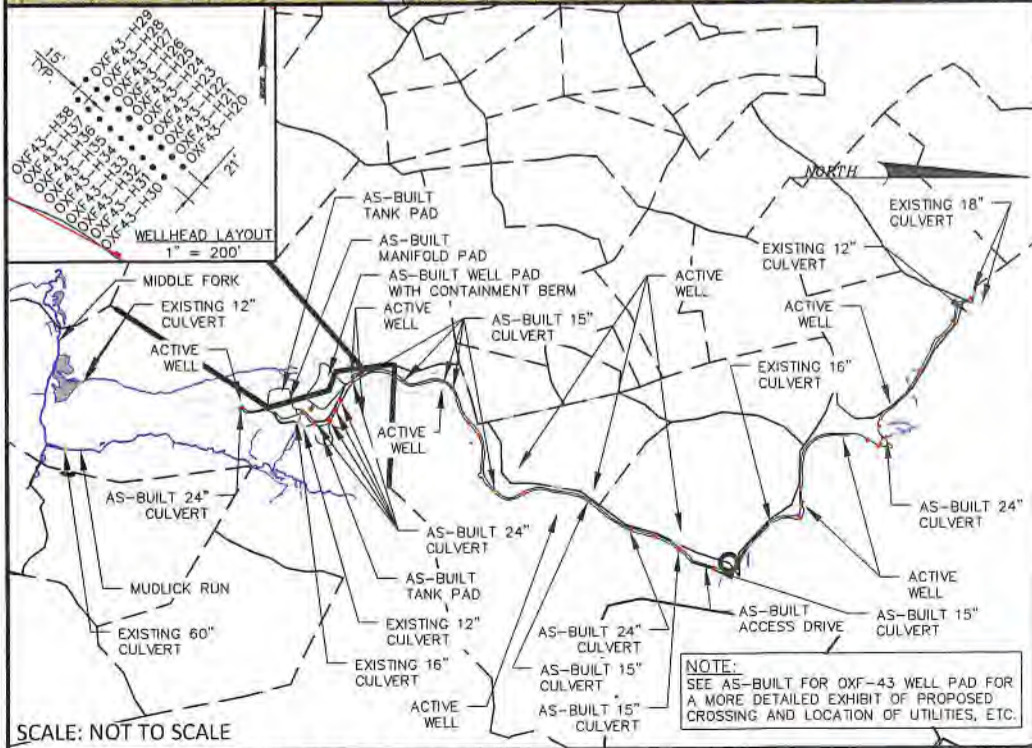 15'
TYP.
OXF43-H29
OXF43-H28
OXF43-H27
OXF43-H26
OXF43-H25
OXF43-H24
OXF43-H23
OXF43-H22
OXF43-H21
OXF43-H20
OXF43-H38
OXF43-H37
OXF43-H36
OXF43-H35
OXF43-H34
OXF43-H33
OXF43-H32
OXF43-H31
OXF43-H30
21'
WELLHEAD LAYOUT
1" = 200'
NORTH
AS-BUILT
TANK PAD
AS-BUILT
MANIFOLD PAD
AS-BUILT WELL PAD
WITH CONTAINMENT BERM
MIDDLE FORK
EXISTING 12"
CULVERT
ACTIVE
WELL
ACTIVE
WELL
AS-BUILT 15"
CULVERT
ACTIVE
WELL
EXISTING 12"
CULVERT
EXISTING 18"
CULVERT
ACTIVE
WELL
EXISTING 16"
CULVERT
ACTIVE
WELL
AS-BUILT 24"
CULVERT
AS-BUILT 24"
CULVERT
AS-BUILT 24"
CULVERT
MUDLICK RUN
AS-BUILT
TANK PAD
EXISTING 60"
CULVERT
EXISTING 12"
CULVERT
EXISTING 16"
CULVERT
ACTIVE
WELL
AS-BUILT 24"
CULVERT
AS-BUILT 15"
CULVERT
AS-BUILT 15"
CULVERT
AS-BUILT
ACCESS DRIVE
ACTIVE
WELL
AS-BUILT 15"
CULVERT
NOTE:
SEE AS-BUILT FOR OXF-43 WELL PAD FOR
A MORE DETAILED EXHIBIT OF PROPOSED
CROSSING AND LOCATION OF UTILITIES, ETC.
SCALE: NOT TO SCALE